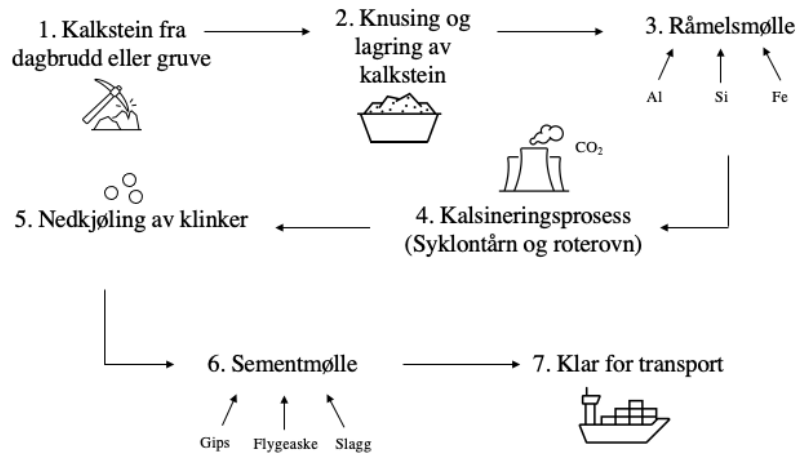 1. Kalkstein fra
dagbrudd eller gruve
2. Knusing og
lagring av
kalkstein
3. Råmelsmølle
Al
Si
Fe
CO₂
4. Kalsineringsprosess
(Syklontårn og roterovn)
5. Nedkjøling av klinker
6. Sementmølle
Gips
Flygeaske
Slagg
7. Klar for transport